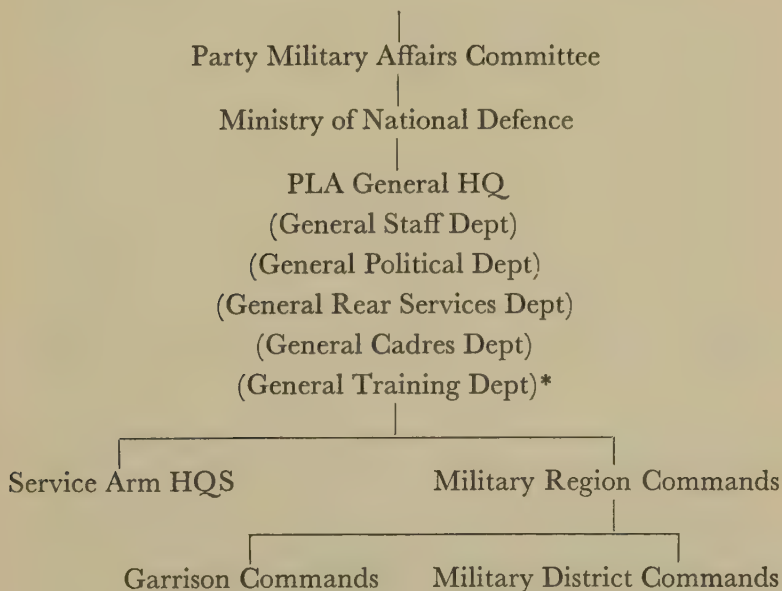 Party Military Affairs Committee
Ministry of National Defence
PLA General HQ
(General Staff Dept)
(General Political Dept)
(General Rear Services Dept)
(General Cadres Dept)
(General Training Dept)*
Service Arm HQS Military Region Commands
Garrison Commands Military District Commands